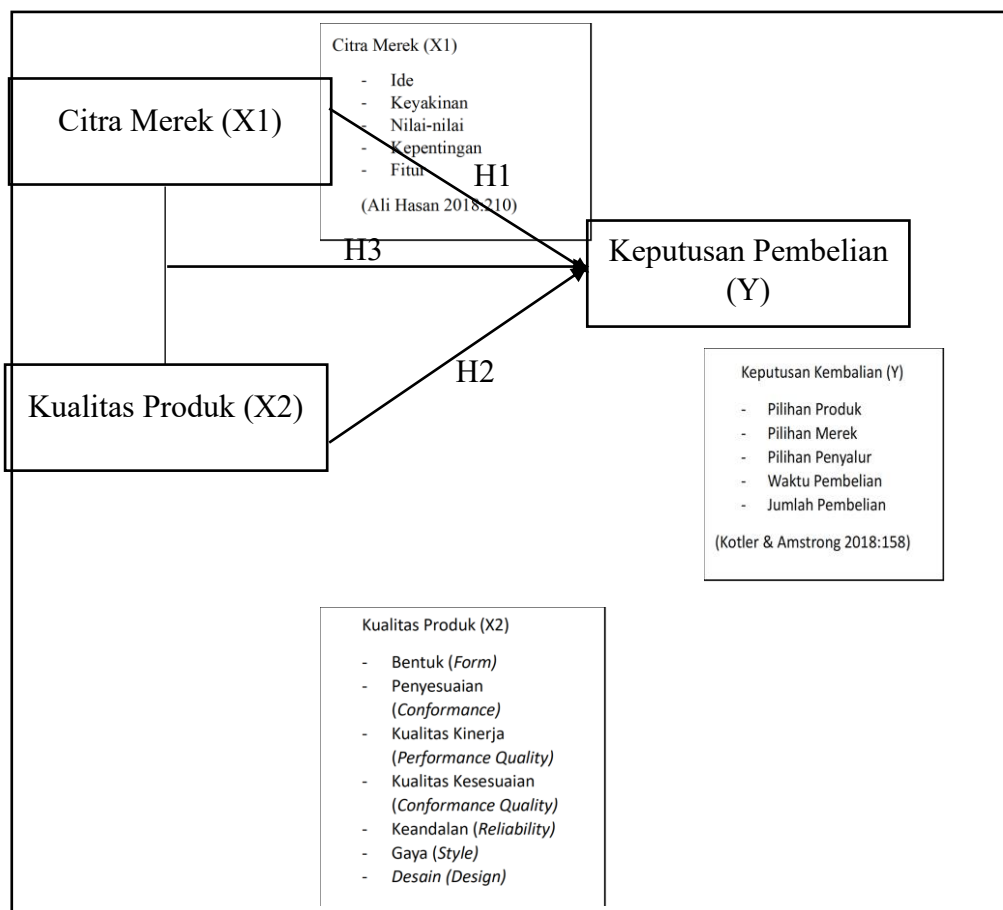 Citra Merek (X1)
- Ide
- Keyakinan
- Nilai-nilai
- Kepentingan
- Fitur
(Ali Hasan 2018:210)
Citra Merek (X1)
H1
H3
Keputusan Pembelian
(Y)
H2
Kualitas Produk (X2)
Keputusan Kembalian (Y)
- Pilihan Produk
- Pilihan Merek
- Pilihan Penyalur
- Waktu Pembelian
- Jumlah Pembelian
(Kotler & Amstrong 2018:158)
Kualitas Produk (X2)
- Bentuk (Form)
- Penyesuaian
(Conformance)
- Kualitas Kinerja
(Performance Quality)
- Kualitas Kesesuaian
(Conformance Quality)
- Keandalan (Reliability)
- Gaya (Style)
- Desain (Design)